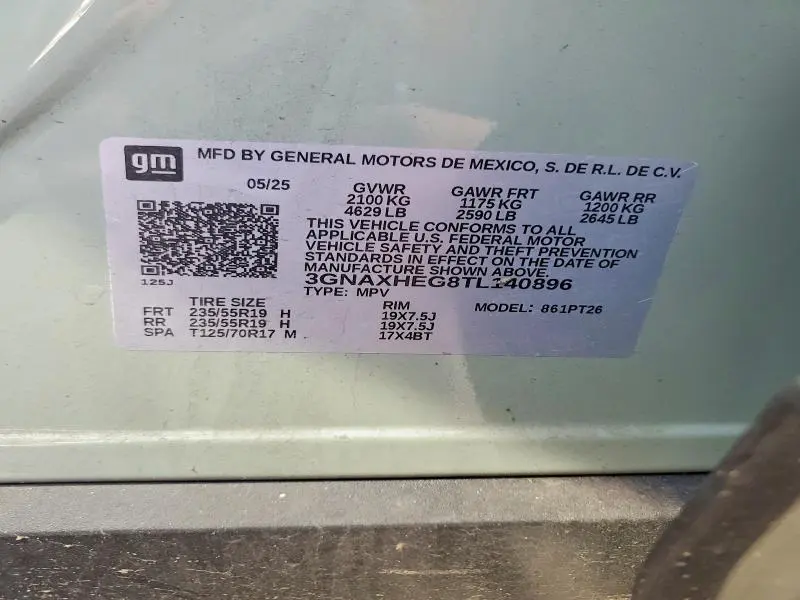 gm
MFD BY GENERAL MOTORS DE MEXICO, S. DE R.L. DE C.V.
05/25 GVWR GAWR FRT GAWR RR
2100 KG 1175 KG 1200 KG
4629 LB 2590 LB 2645 LB
THIS VEHICLE CONFORMS TO ALL
APPLICABLE U.S. FEDERAL MOTOR
VEHICLE SAFETY AND THEFT PREVENTION
STANDARDS IN EFFECT ON THE DATE OF
MANUFACTURE SHOWN ABOVE.
125J
3GNAXHEG8TL140896
TYPE: MPV MODEL: 861PT26
TIRE SIZE RIM
FRT 235/55R19 H 19X7.5J
RR 235/55R19 H 19X7.5J
SPA T125/70R17 M 17X4BT